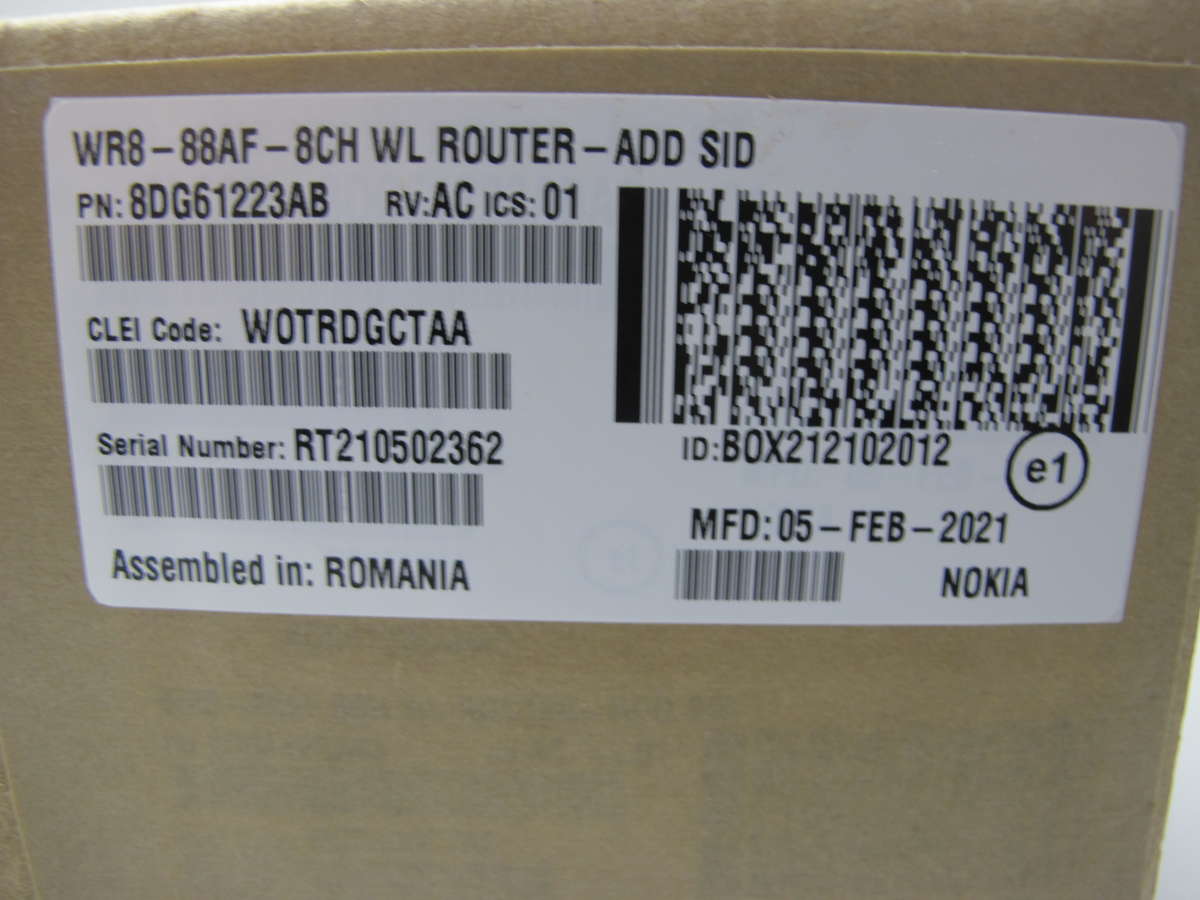 WR8-88AF-8CH WL ROUTER-ADD SID
PN: 8DG61223AB RV: AC ICS: 01
CLEI Code: WOTRDGCTAA
Serial Number: RT210502362
ID: BOX212102012
e1
MFD: 05-FEB-2021
Assembled in: ROMANIA
NOKIA